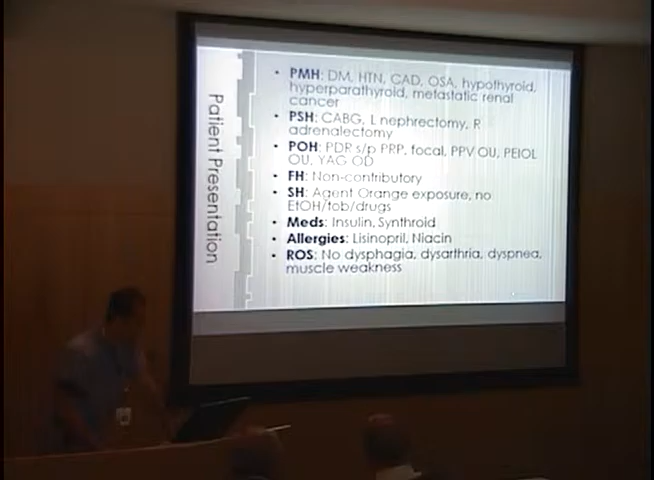 Patient Presentation
• PMH: DM, HTN, CAD, OSA, hypothyroid,
hyperparathyroid, metastatic renal
cancer
• PSH: CABG, L nephrectomy, R
adrenalectomy
• POH: PDR s/p PRP, focal, PPV OU, PEIOL
OU, YAG OD
• FH: Non-contributory
• SH: Agent Orange exposure, no
EtOH/tob/drugs
• Meds: Insulin, Synthroid
• Allergies: Lisinopril, Niacin
• ROS: No dysphagia, dysarthria, dyspnea,
muscle weakness